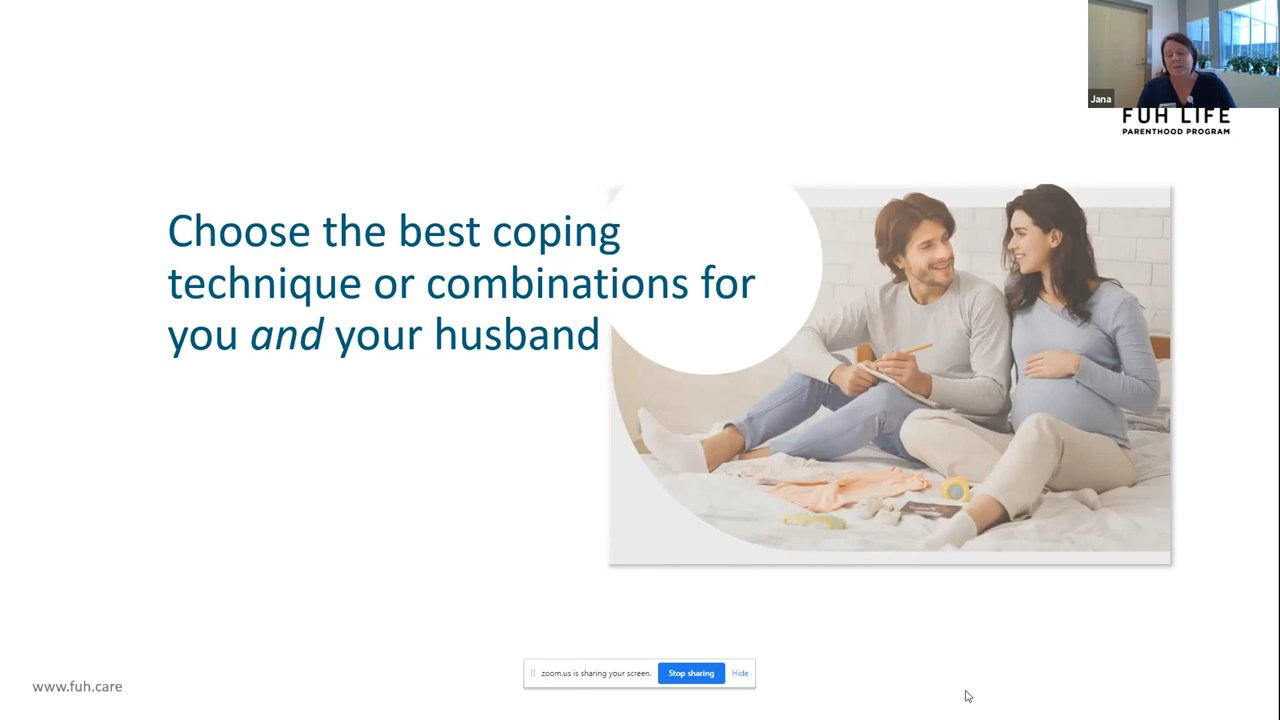 Jana
FUH LIFE
PARENTHOOD PROGRAM
Choose the best coping
technique or combinations for
you and your husband
zoom.us is sharing your screen.
Stop sharing
Hide
www.fuh.care